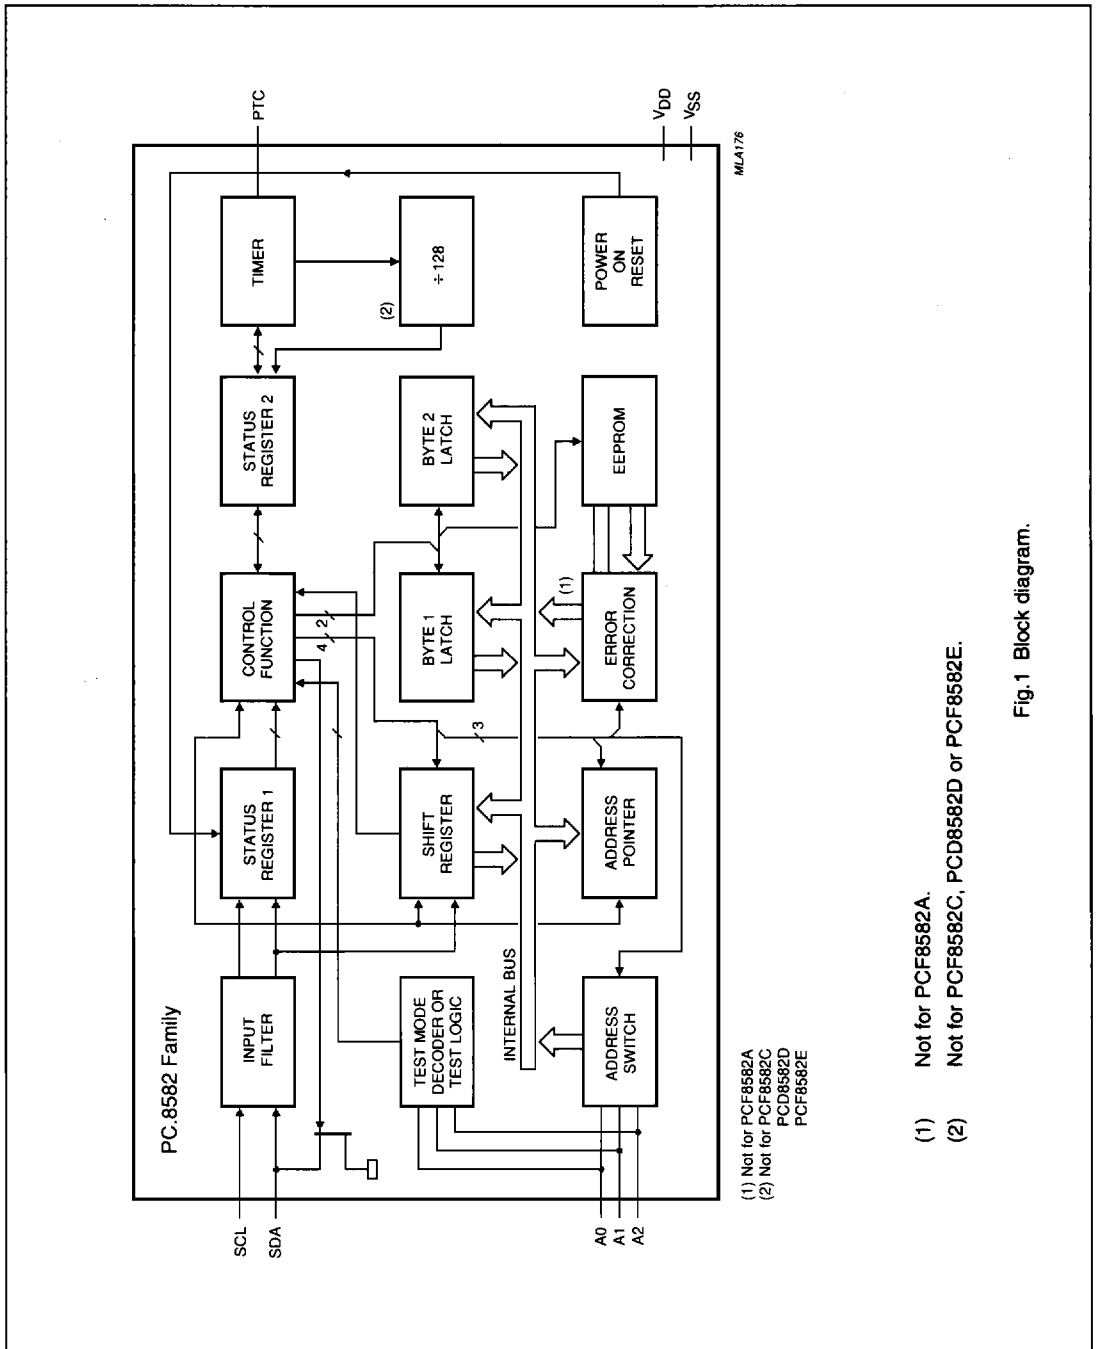 PC.8582 Family
SCL
SDA
INPUT
FILTER
STATUS
REGISTER 1
CONTROL
FUNCTION
STATUS
REGISTER 2
TIMER
PTC
4
2
(2)
TEST MODE
DECODER OR
TEST LOGIC
SHIFT
REGISTER
BYTE 1
LATCH
BYTE 2
LATCH
÷128
3
INTERNAL BUS
(1)
A0
A1
A2
ADDRESS
SWITCH
ADDRESS
POINTER
ERROR
CORRECTION
EEPROM
POWER
ON
RESET
VDD
VSS
MLA176
(1) Not for PCF8582A
(2) Not for PCF8582C
PCD8582D
PCF8582E
(1) Not for PCF8582A.
(2) Not for PCF8582C, PCD8582D or PCF8582E.
Fig.1 Block diagram.